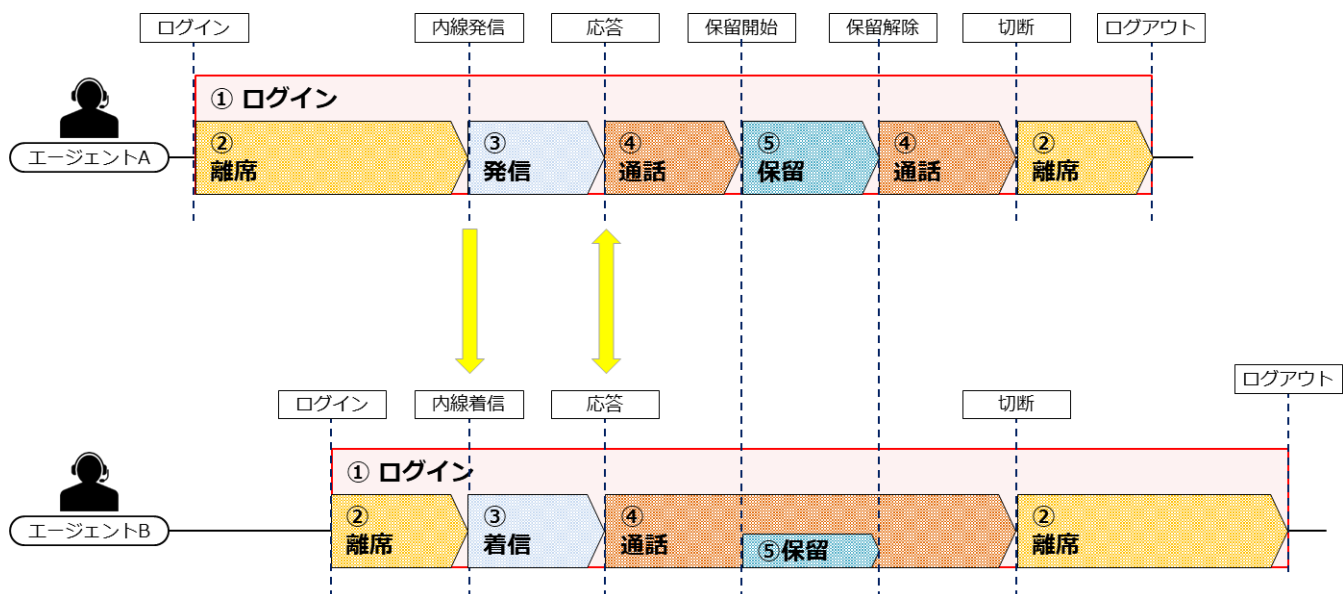 ログイン
内線発信
応答
保留開始
保留解除
切断
ログアウト
① ログイン
エージェントA
②
離席
③
発信
④
通話
⑤
保留
④
通話
②
離席
ログアウト
ログイン
内線着信
応答
切断
① ログイン
エージェントB
②
離席
③
着信
④
通話
⑤保留
②
離席